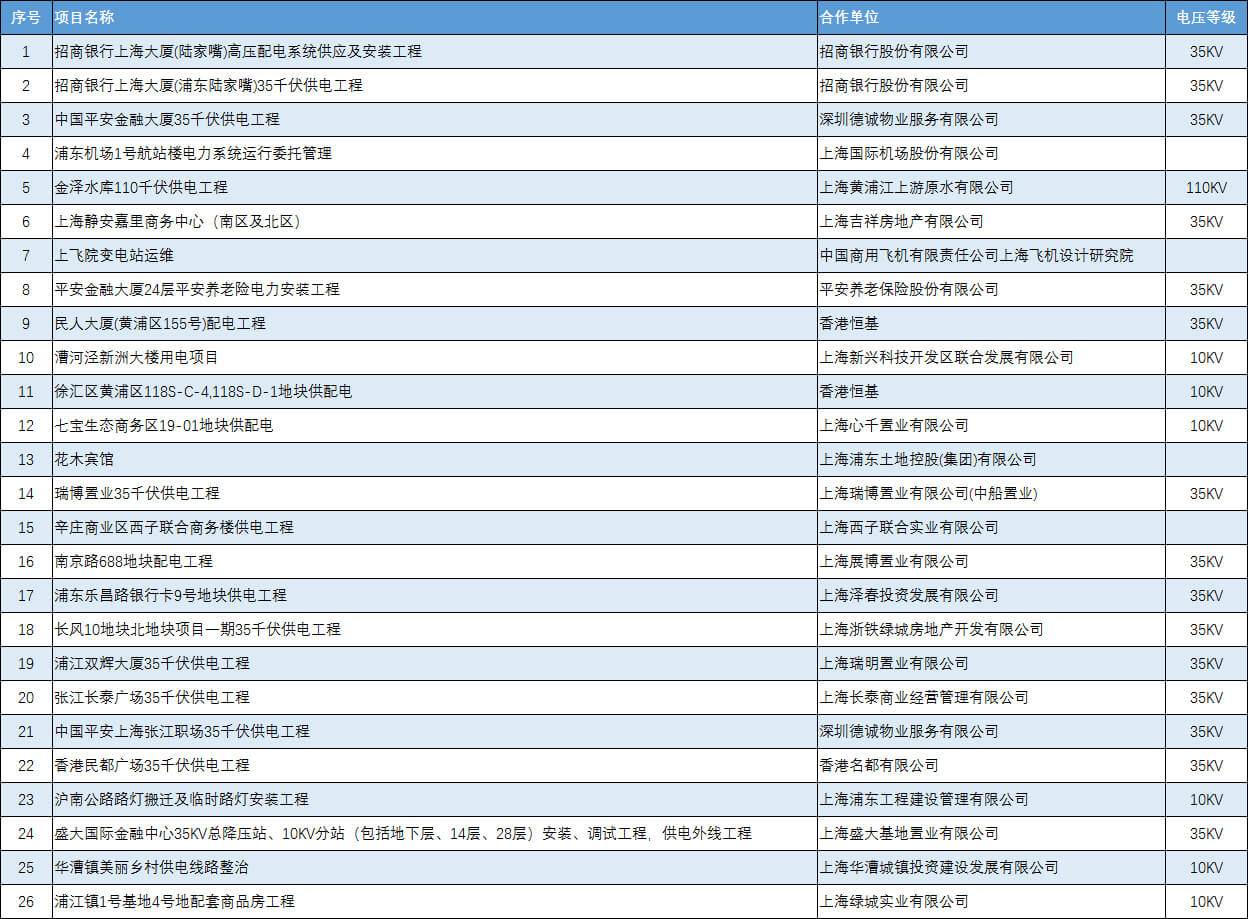 序号 项目名称 合作单位 电压等级
1 招商银行上海大厦(陆家嘴)高压配电系统供应及安装工程 招商银行股份有限公司 35KV
2 招商银行上海大厦(浦东陆家嘴)35千伏供电工程 招商银行股份有限公司 35KV
3 中国平安金融大厦35千伏供电工程 深圳德诚物业服务有限公司 35KV
4 浦东机场1号航站楼电力系统运行委托管理 上海国际机场股份有限公司
5 金泽水库110千伏供电工程 上海黄浦江上游原水有限公司 110KV
6 上海静安嘉里商务中心（南区及北区） 上海吉祥房地产有限公司 35KV
7 上飞院变电站运维 中国商用飞机有限责任公司上海飞机设计研究院
8 平安金融大厦24层平安养老险电力安装工程 平安养老保险股份有限公司 35KV
9 民人大厦(黄浦区155号)配电工程 香港恒基 35KV
10 漕河泾新洲大楼用电项目 上海新兴科技开发区联合发展有限公司 10KV
11 徐汇区黄浦区118S-C-4,118S-D-1地块供配电 香港恒基 10KV
12 七宝生态商务区19-01地块供配电 上海心千置业有限公司 10KV
13 花木宾馆 上海浦东土地控股(集团)有限公司
14 瑞博置业35千伏供电工程 上海瑞博置业有限公司(中船置业) 35KV
15 辛庄商业区西子联合商务楼供电工程 上海西子联合实业有限公司
16 南京路688地块配电工程 上海展博置业有限公司 35KV
17 浦东乐昌路银行卡9号地块供电工程 上海泽春投资发展有限公司 35KV
18 长风10地块北地块项目一期35千伏供电工程 上海浙铁绿城房地产开发有限公司 35KV
19 浦江双辉大厦35千伏供电工程 上海瑞明置业有限公司 35KV
20 张江长泰广场35千伏供电工程 上海长泰商业经营管理有限公司 35KV
21 中国平安上海张江职场35千伏供电工程 深圳德诚物业服务有限公司 35KV
22 香港民都广场35千伏供电工程 香港名都有限公司 35KV
23 沪南公路路灯搬迁及临时路灯安装工程 上海浦东工程建设管理有限公司 10KV
24 盛大国际金融中心35KV总降压站、10KV分站（包括地下层、14层、28层）安装、调试工程，供电外线工程 上海盛大基地置业有限公司 35KV
25 华漕镇美丽乡村供电线路整治 上海华漕城镇投资建设发展有限公司 10KV
26 浦江镇1号基地4号地配套商品房工程 上海绿城实业有限公司 10KV